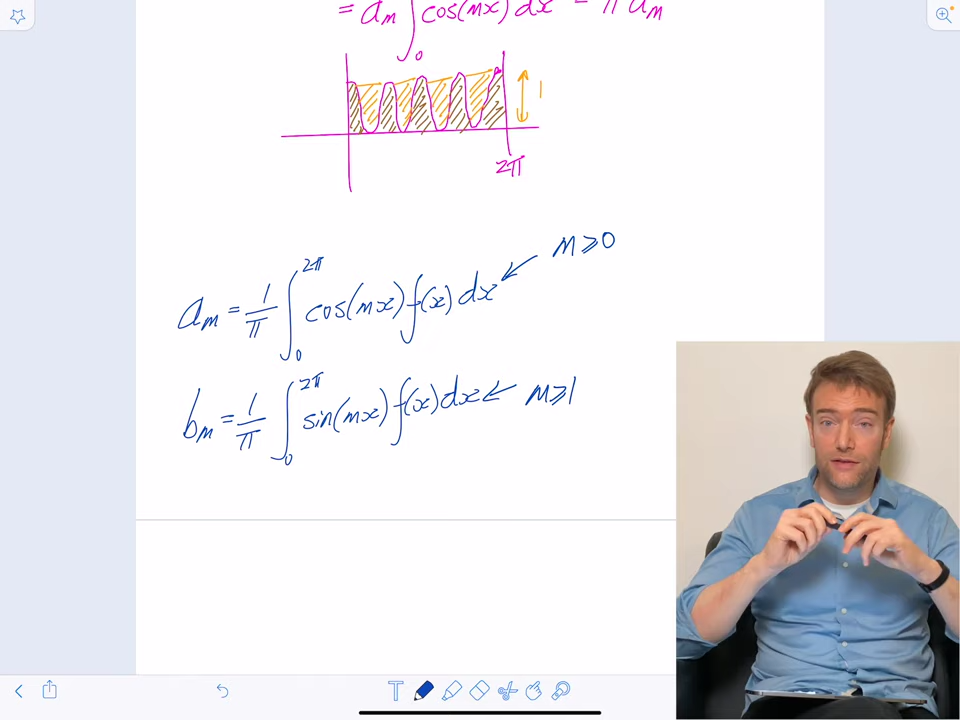 = a_m ∫_0 cos(mx) dx = π a_m
1
2π
m ≥ 0
a_m = 1/π ∫_0^{2π} cos(mx) f(x) dx
b_m = 1/π ∫_0^{2π} sin(mx) f(x) dx ← m ≥ 1
T